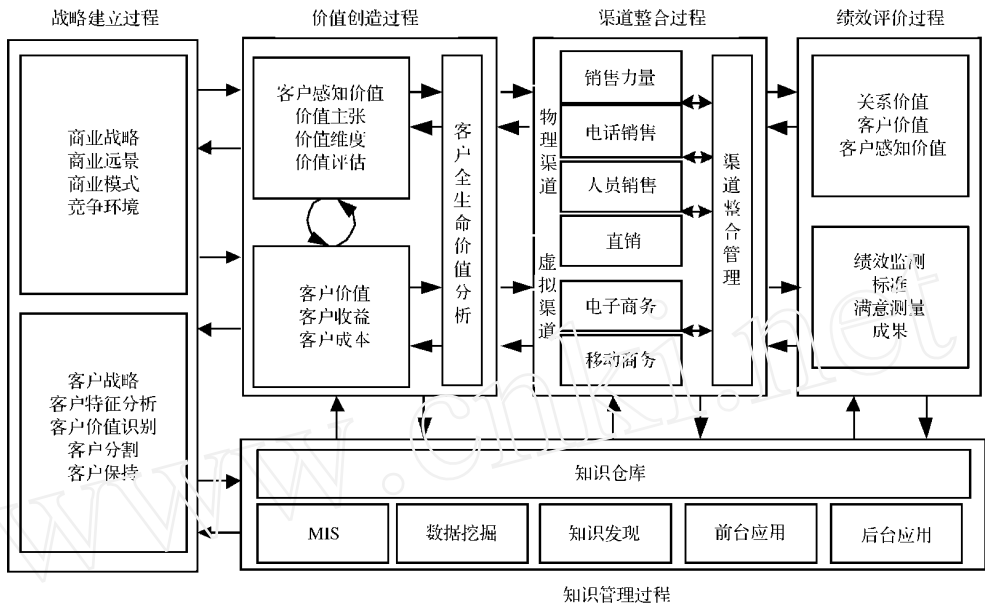 战略建立过程
价值创造过程
渠道整合过程
绩效评价过程
商业战略
商业远景
商业模式
竞争环境
客户战略
客户特征分析
客户价值识别
客户分割
客户保持
客户感知价值
价值主张
价值维度
价值评估
客户价值
客户收益
客户成本
客户全生命价值分析
物理渠道
虚拟渠道
销售力量
电话销售
人员销售
直销
电子商务
移动商务
渠道整合管理
关系价值
客户价值
客户感知价值
绩效监测
标准
满意测量
成果
知识仓库
MIS
数据挖掘
知识发现
前台应用
后台应用
知识管理过程
www.cnki.net